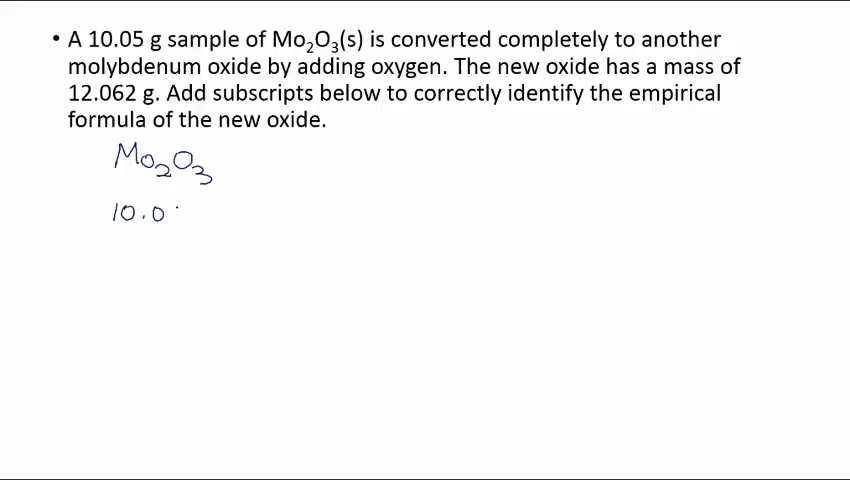 • A 10.05 g sample of Mo₂O₃(s) is converted completely to another
molybdenum oxide by adding oxygen. The new oxide has a mass of
12.062 g. Add subscripts below to correctly identify the empirical
formula of the new oxide.
Mo₂O₃
10.0